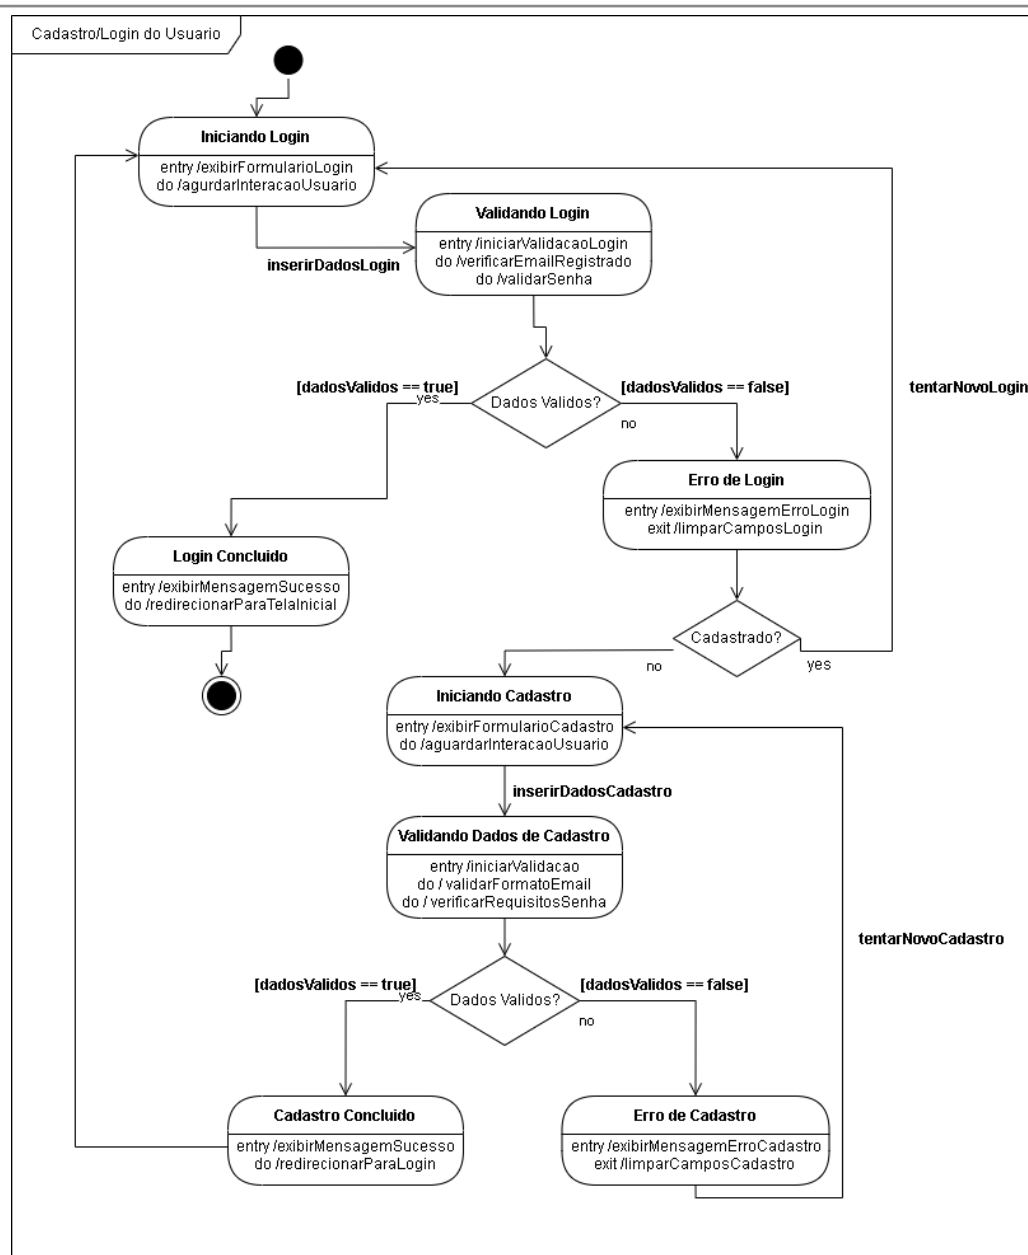 Cadastro/Login do Usuario
Iniciando Login
entry /exibirFormularioLogin
do /agurdarInteracaoUsuario
Validando Login
entry /iniciarValidacaoLogin
do /verificarEmailRegistrado
do /validarSenha
inserirDadosLogin
[dadosValidos == true]
yes
Dados Validos?
[dadosValidos == false]
no
tentarNovoLogin
Erro de Login
entry /exibirMensagemErroLogin
exit /limparCamposLogin
Login Concluido
entry /exibirMensagemSucesso
do /redirecionarParaTelaInicial
Cadastrado?
no
yes
Iniciando Cadastro
entry /exibirFormularioCadastro
do /aguardarInteracaoUsuario
inserirDadosCadastro
Validando Dados de Cadastro
entry /iniciarValidacao
do / validarFormatoEmail
do / verificarRequisitosSenha
tentarNovoCadastro
[dadosValidos == true]
yes
Dados Validos?
[dadosValidos == false]
no
Cadastro Concluido
entry /exibirMensagemSucesso
do /redirecionarParaLogin
Erro de Cadastro
entry /exibirMensagemErroCadastro
exit /limparCamposCadastro